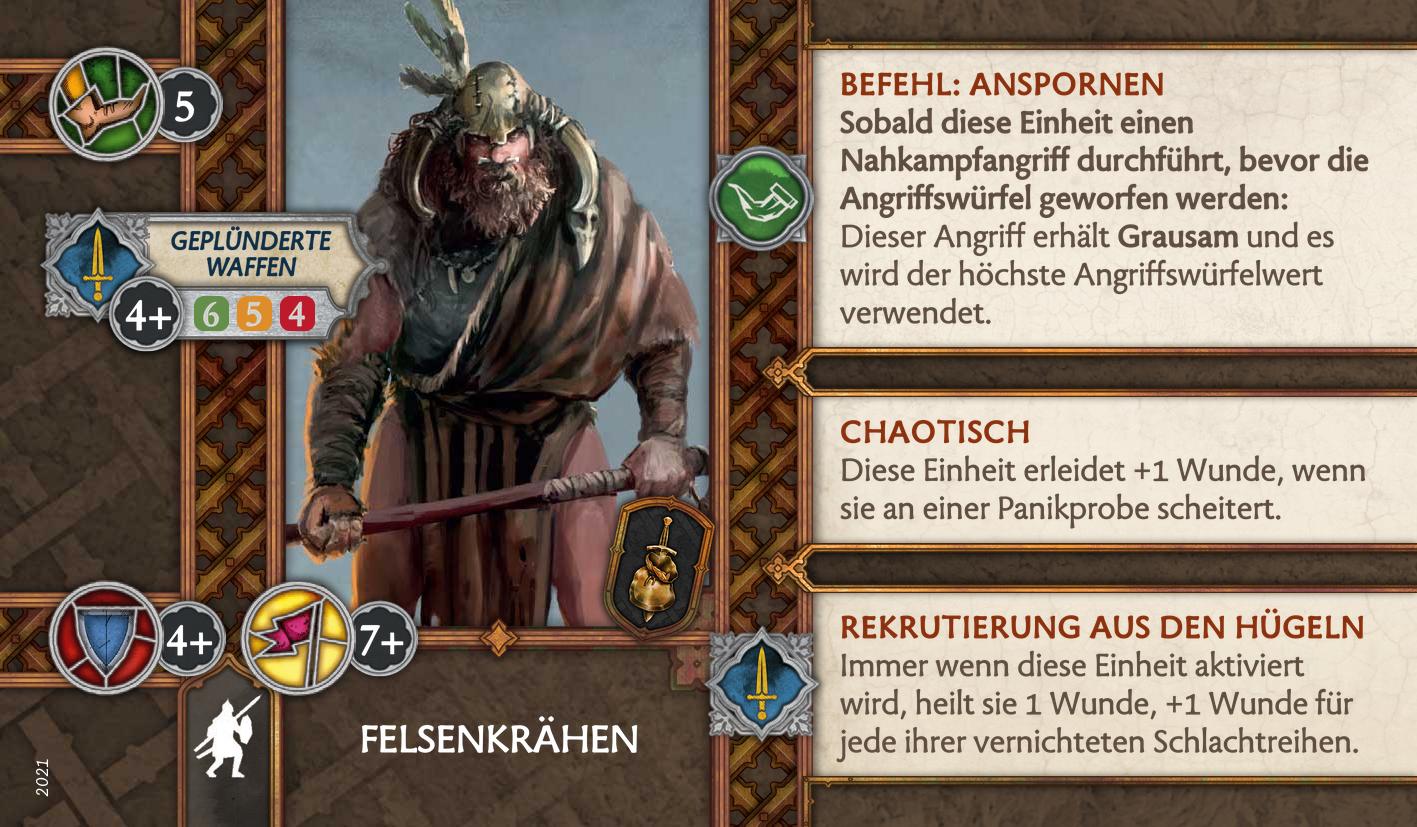 5
GEPLÜNDERTE
WAFFEN
4+ 6 5 4
4+ 7+
FELSENKRÄHEN
2021
BEFEHL: ANSPORNEN
Sobald diese Einheit einen
Nahkampfangriff durchführt, bevor die
Angriffswürfel geworfen werden:
Dieser Angriff erhält Grausam und es
wird der höchste Angriffswürfelwert
verwendet.
CHAOTISCH
Diese Einheit erleidet +1 Wunde, wenn
sie an einer Panikprobe scheitert.
REKRUTIERUNG AUS DEN HÜGELN
Immer wenn diese Einheit aktiviert
wird, heilt sie 1 Wunde, +1 Wunde für
jede ihrer vernichteten Schlachtreihen.